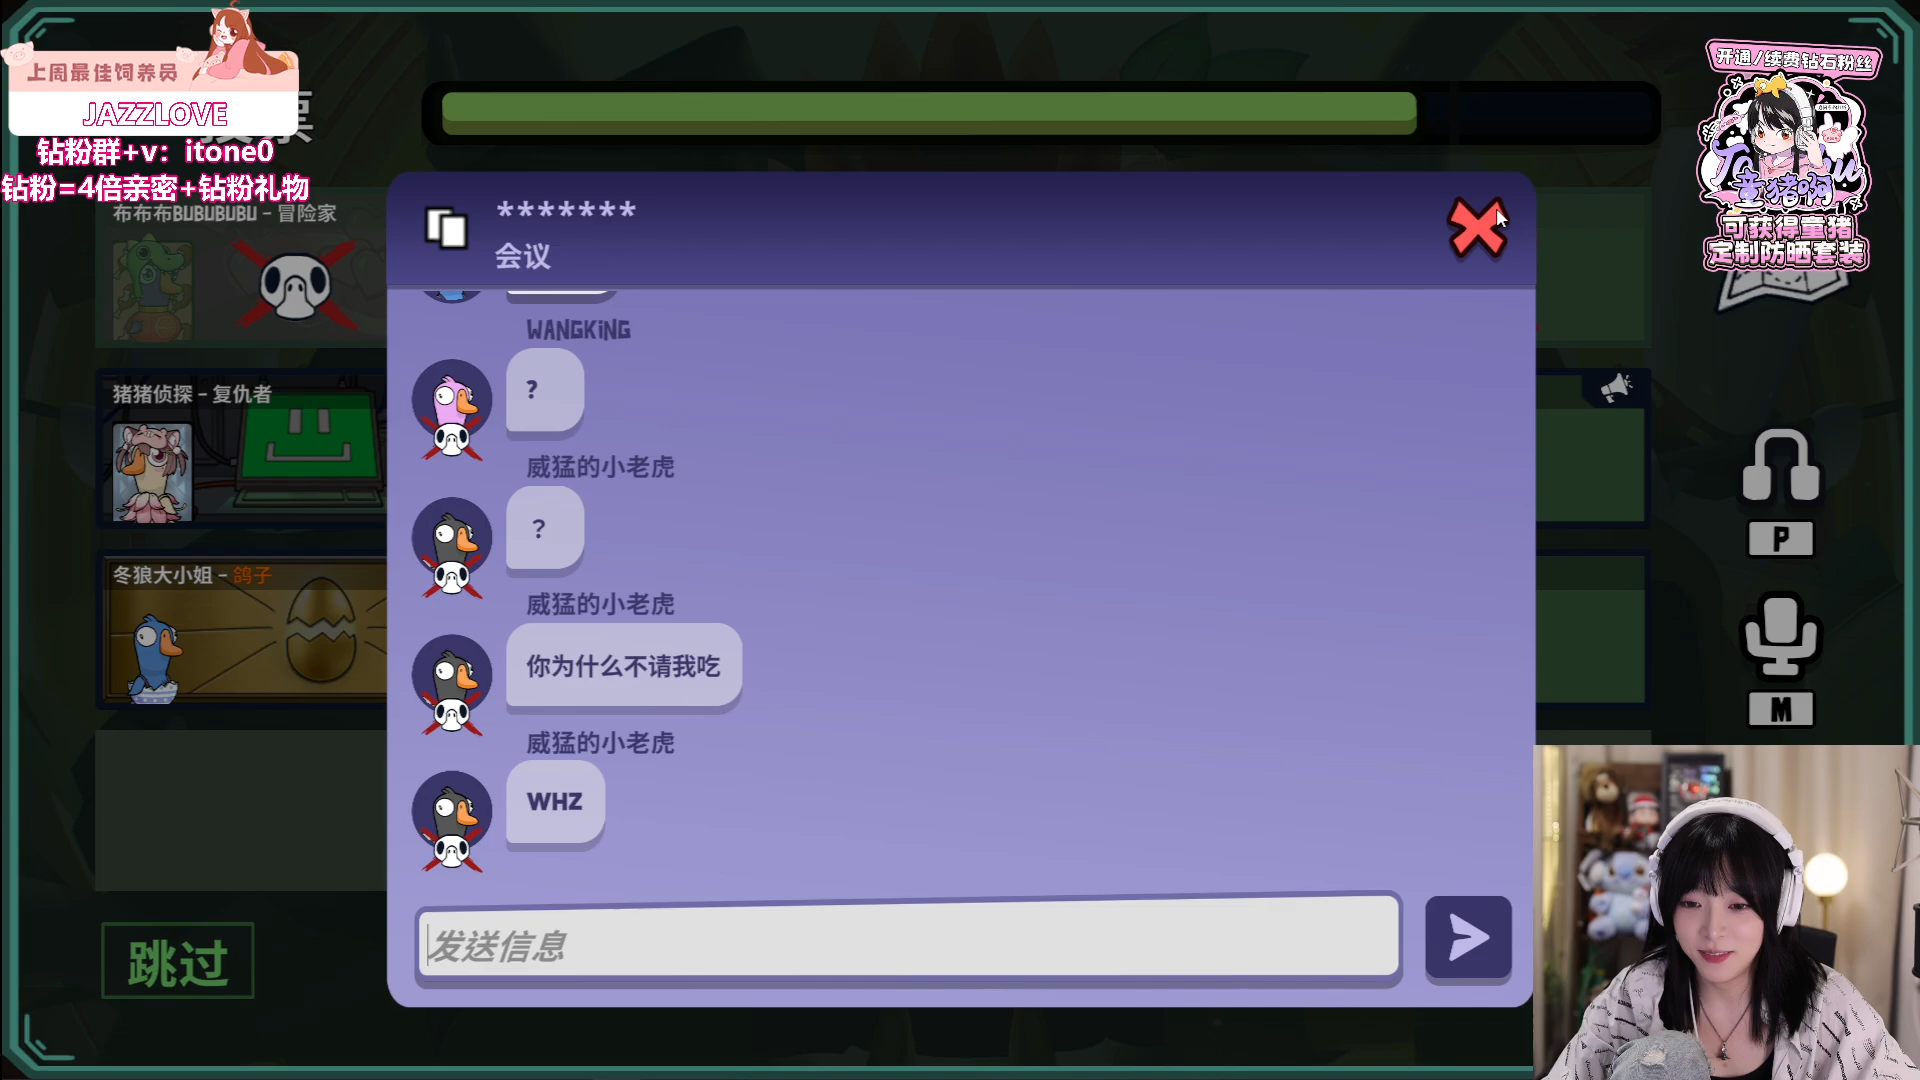 上周最佳饲养员
JAZZLOVE
钻粉群+v：itone0
钻粉=4倍亲密+钻粉礼物
布布布BUBUBUBU - 冒险家
猪猪侦探 - 复仇者
冬狼大小姐 - 鸽子
跳过
*******
会议
WANGKING
?
威猛的小老虎
?
威猛的小老虎
你为什么不请我吃
威猛的小老虎
WHZ
发送信息
开通/续费钻石粉丝
童猪啊
可获得童猪
定制防晒套装
P
M